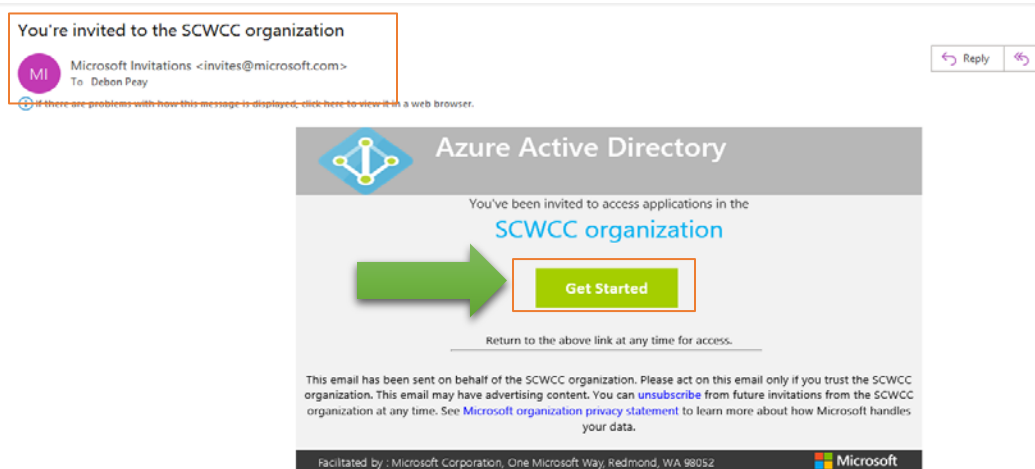 You're invited to the SCWCC organization
MI
Microsoft Invitations <invites@microsoft.com>
To Debon Peay
Reply
If there are problems with how this message is displayed, click here to view it in a web browser.
Azure Active Directory
You've been invited to access applications in the
SCWCC organization
Get Started
Return to the above link at any time for access.
This email has been sent on behalf of the SCWCC organization. Please act on this email only if you trust the SCWCC
organization. This email may have advertising content. You can unsubscribe from future invitations from the SCWCC
organization at any time. See Microsoft organization privacy statement to learn more about how Microsoft handles
your data.
Facilitated by : Microsoft Corporation, One Microsoft Way, Redmond, WA 98052
Microsoft